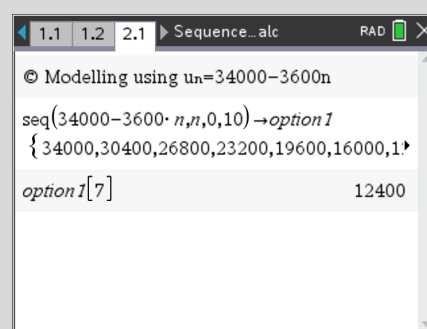 1.1 1.2 2.1 Sequence...alc RAD
© Modelling using un=34000−3600n
seq(34000−3600·n,n,0,10)→option1
{34000,30400,26800,23200,19600,16000,1
option1[7] 12400